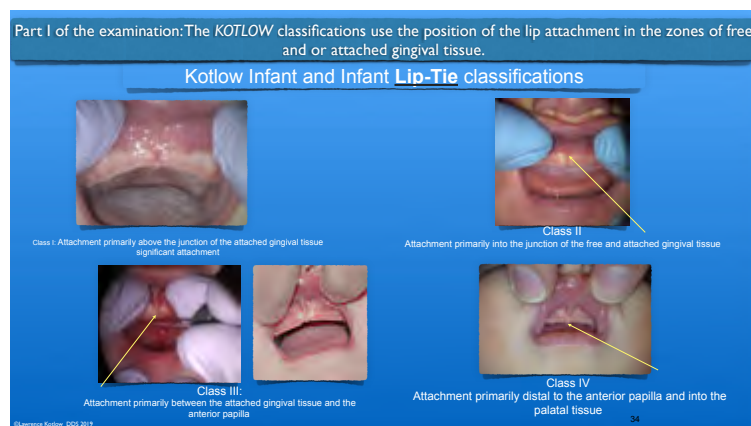 Part I of the examination: The KOTLOW classifications use the position of the lip attachment in the zones of free
and or attached gingival tissue.
Kotlow Infant and Infant Lip-Tie classifications
Class I: Attachment primarily above the junction of the attached gingival tissue
significant attachment
Class II
Attachment primarily into the junction of the free and attached gingival tissue
Class III:
Attachment primarily between the attached gingival tissue and the
anterior papilla
Class IV
Attachment primarily distal to the anterior papilla and into the
palatal tissue
34
©Lawrence Kotlow DDS 2019